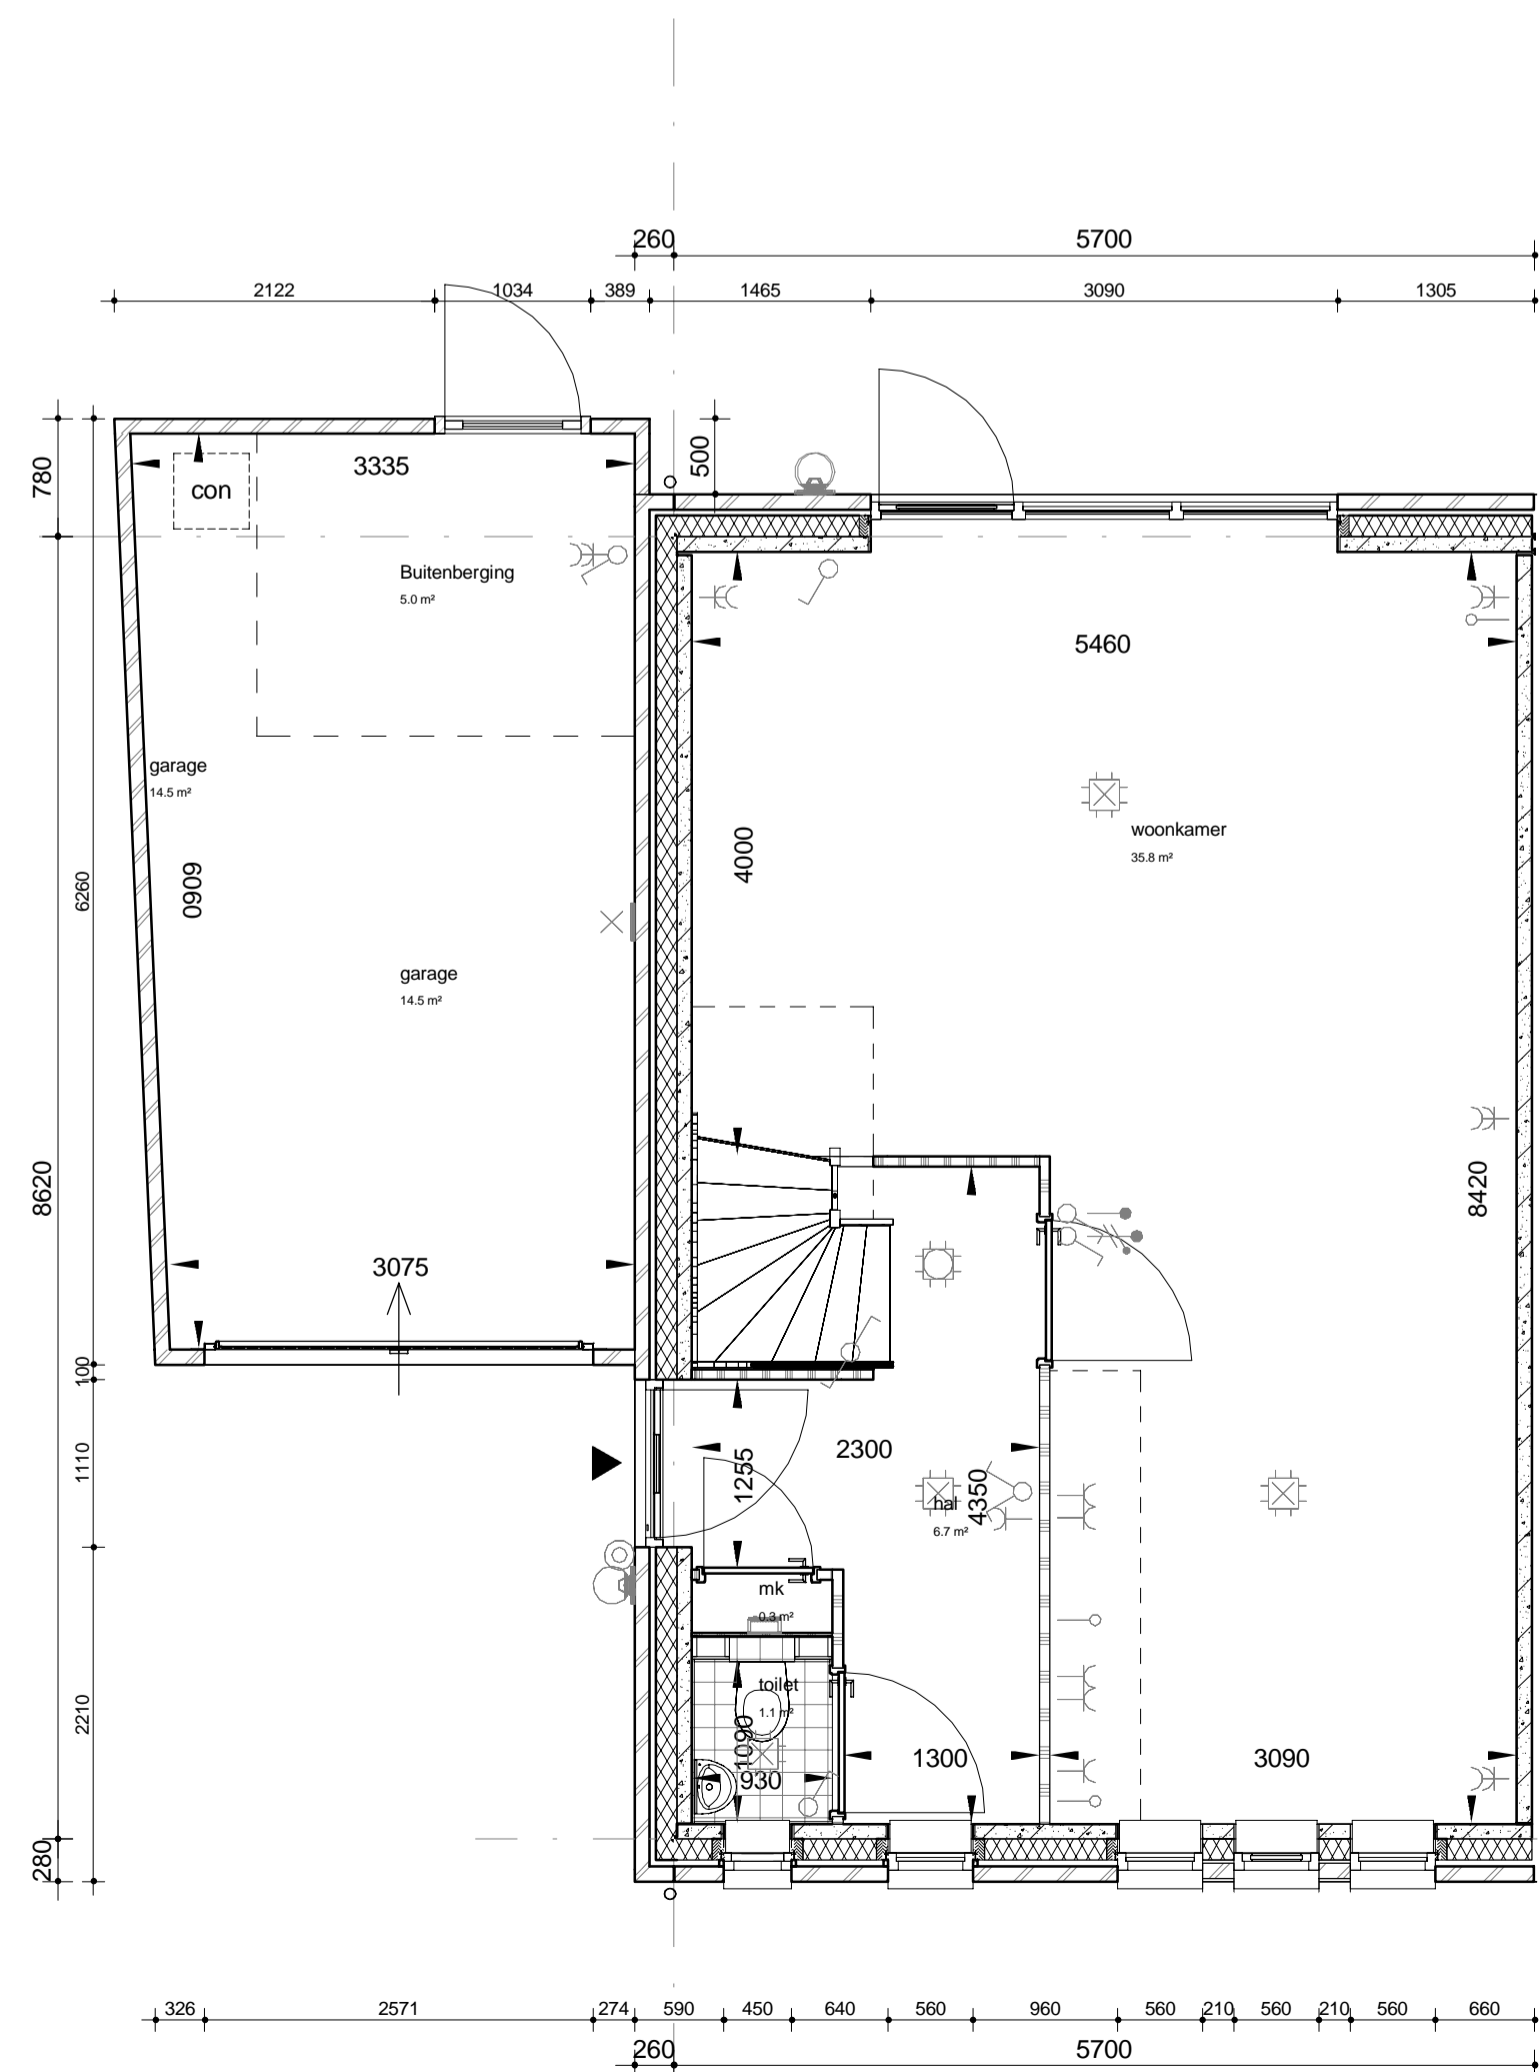 260 5700
2122 1034 389 1465 3090 1305
780
500
3335
con
Buitenberging
5.0 m²
5460
garage
14.5 m²
woonkamer
35.8 m²
4000
6090
6260
garage
14.5 m²
8620
8420
3075
100
1110
1255
2300
4350
hal
6.7 m²
mk
0.3 m²
toilet
1.1 m²
1090
930
1300
3090
2210
280
326 2571 274 590 450 640 560 960 560 210 560 210 560 660
260 5700